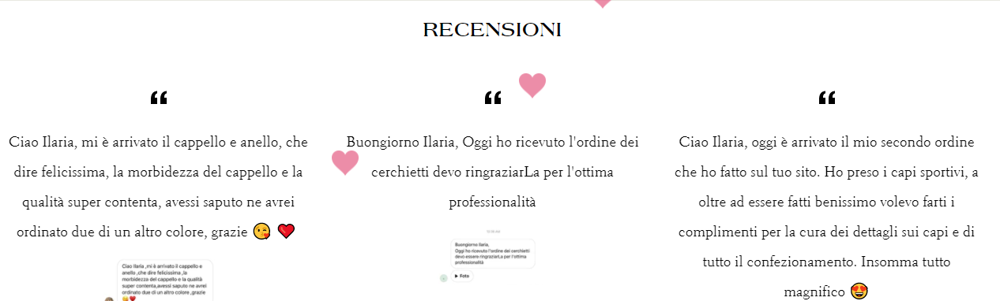 RECENSIONI
“
Ciao Ilaria, mi è arrivato il cappello e anello, che
dire felicissima, la morbidezza del cappello e la
qualità super contenta, avessi saputo ne avrei
ordinato due di un altro colore, grazie 😘 ❤️
Ciao Ilaria ,mi è arrivato il cappello e
anello ,che dire felicissima ,la
morbidezza del cappello e la qualità
super contenta,avessi saputo ne avrei
ordinato due di un altro colore ,grazie
😘❤️
“
Buongiorno Ilaria, Oggi ho ricevuto l'ordine dei
cerchietti devo ringraziarLa per l'ottima
professionalità
Buongiorno Ilaria,
Oggi ho ricevuto l'ordine dei cerchietti
devo essare ringraziarLa per l'ottima
professionalità
Foto
“
Ciao Ilaria, oggi è arrivato il mio secondo ordine
che ho fatto sul tuo sito. Ho preso i capi sportivi, a
oltre ad essere fatti benissimo volevo farti i
complimenti per la cura dei dettagli sui capi e di
tutto il confezionamento. Insomma tutto
magnifico 😍